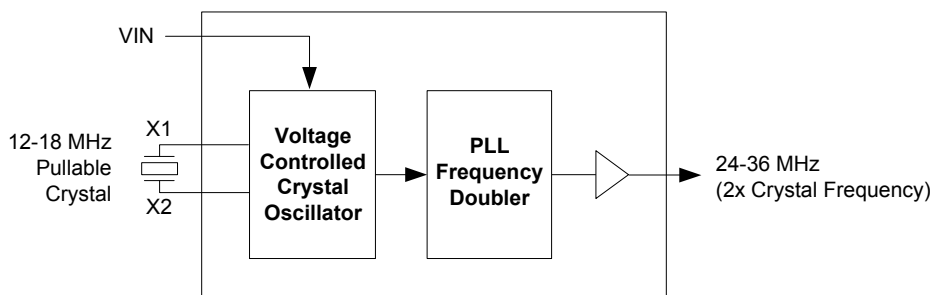 VIN
X1
12-18 MHz
Pullable
Crystal
X2
Voltage
Controlled
Crystal
Oscillator
PLL
Frequency
Doubler
24-36 MHz
(2x Crystal Frequency)